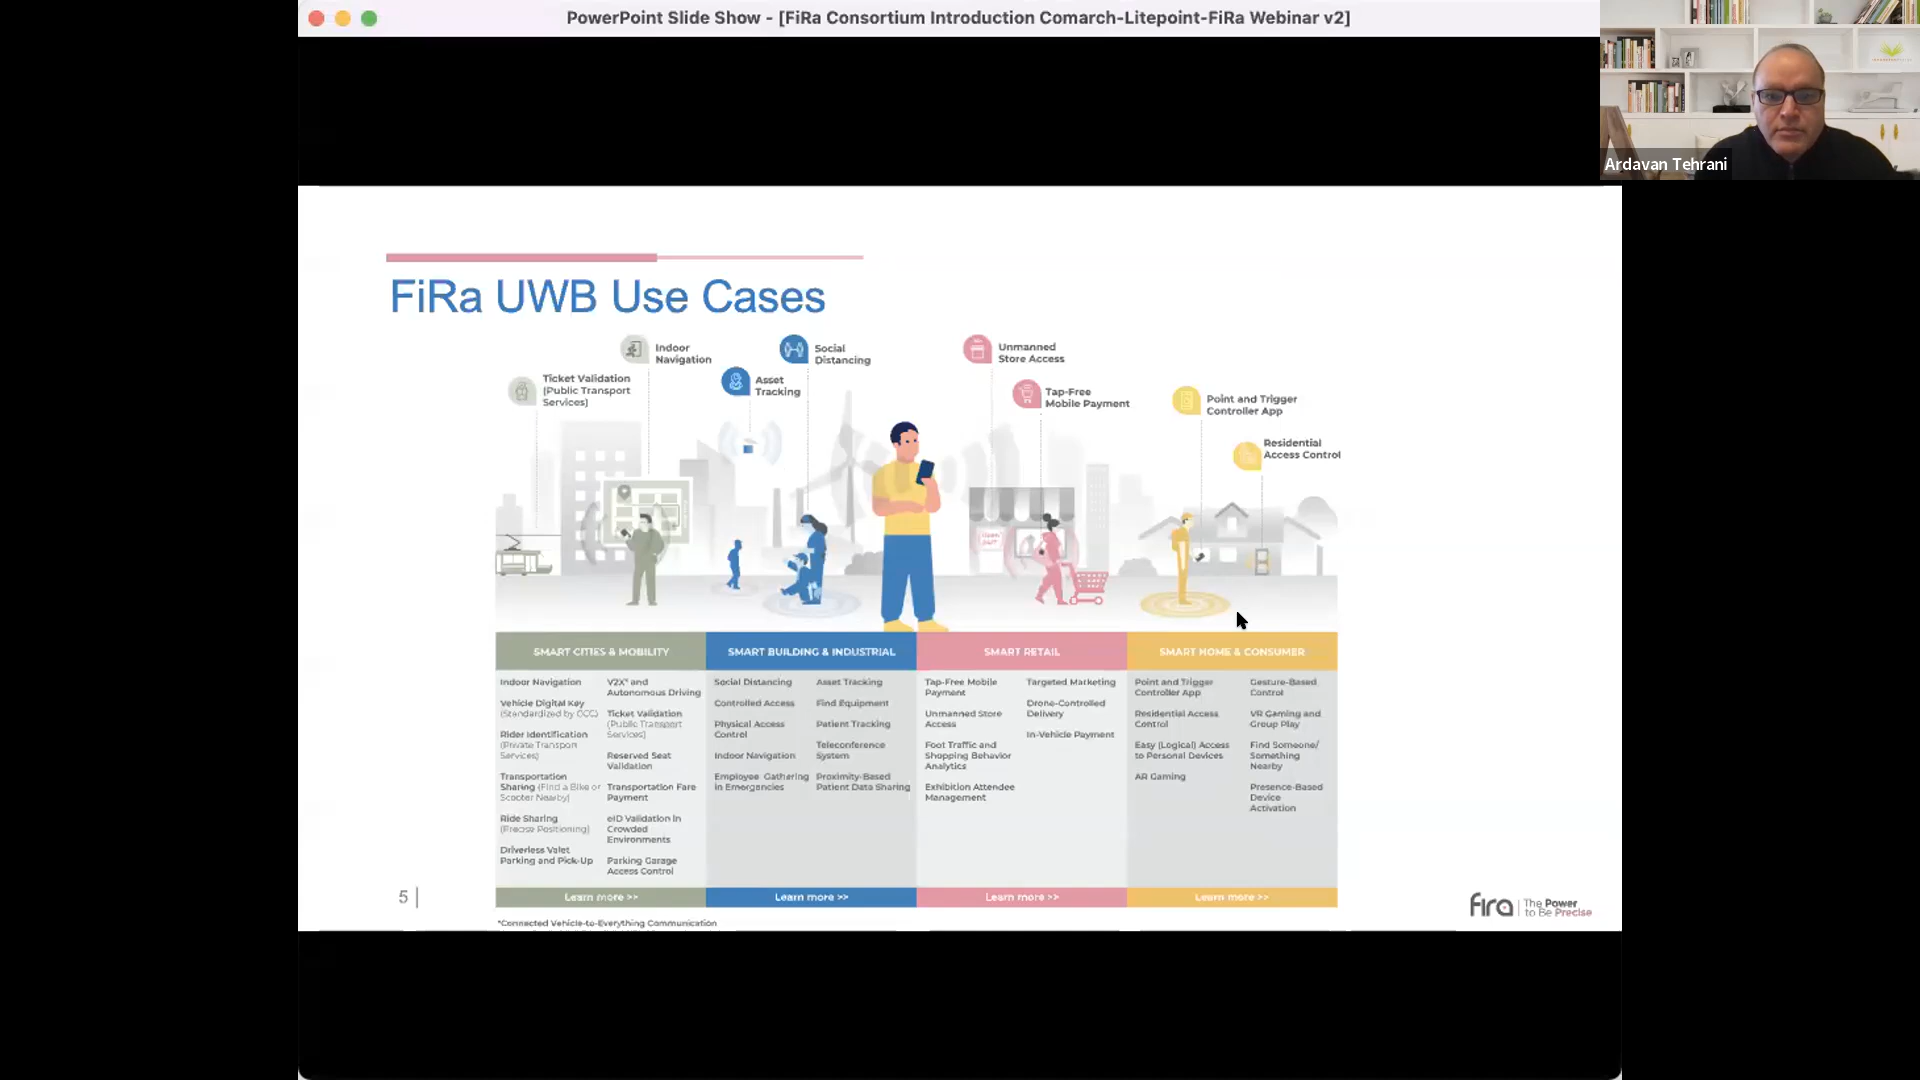 PowerPoint Slide Show - [FiRa Consortium Introduction Comarch-Litepoint-FiRa Webinar v2]
Ardavan Tehrani
FiRa UWB Use Cases
Indoor
Navigation
Social
Distancing
Unmanned
Store Access
Ticket Validation
(Public Transport
Services)
Asset
Tracking
Tap-Free
Mobile Payment
Point and Trigger
Controller App
Residential
Access Control
SMART CITIES & MOBILITY
Indoor Navigation
Vehicle Digital Key
(Standardized by CCC)
Rider Identification
(Private Transport
Services)
Transportation
Sharing (Find a Bike or
Scooter Nearby)
Ride Sharing
(Precise Positioning)
Driverless Valet
Parking and Pick-Up
V2X* and
Autonomous Driving
Ticket Validation
(Public Transport
Services)
Reserved Seat
Validation
Transportation Fare
Payment
eID Validation in
Crowded
Environments
Parking Garage
Access Control
Learn more >>
SMART BUILDING & INDUSTRIAL
Social Distancing
Controlled Access
Physical Access
Control
Indoor Navigation
Employee Gathering
in Emergencies
Asset Tracking
Find Equipment
Patient Tracking
Teleconference
System
Proximity-Based
Patient Data Sharing
Learn more >>
SMART RETAIL
Tap-Free Mobile
Payment
Unmanned Store
Access
Foot Traffic and
Shopping Behavior
Analytics
Exhibition Attendee
Management
Targeted Marketing
Drone-Controlled
Delivery
In-Vehicle Payment
Learn more >>
SMART HOME & CONSUMER
Point and Trigger
Controller App
Residential Access
Control
Easy (Logical) Access
to Personal Devices
AR Gaming
Gesture-Based
Control
VR Gaming and
Group Play
Find Someone/
Something
Nearby
Presence-Based
Device
Activation
Learn more >>
*Connected Vehicle-to-Everything Communication
5
fira The Power
to Be Precise